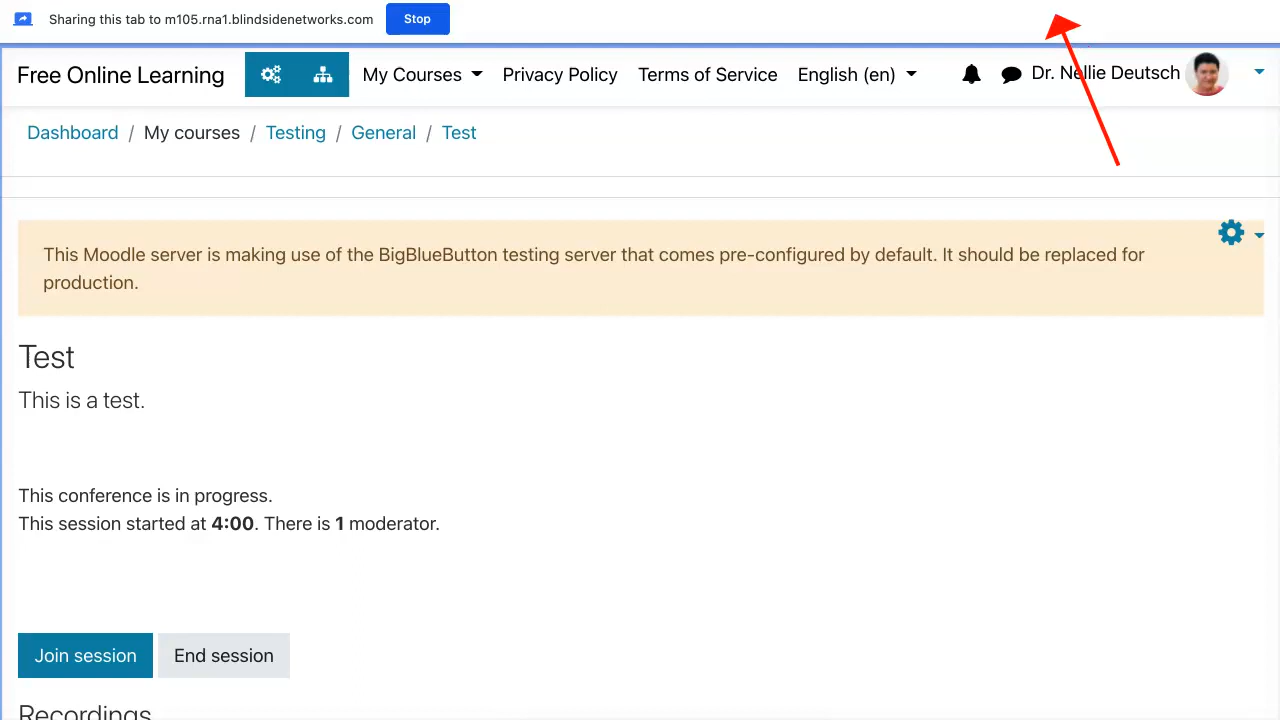 Sharing this tab to m105.rna1.blindsidenetworks.com Stop
Free Online Learning My Courses Privacy Policy Terms of Service English (en) Dr. Nellie Deutsch
Dashboard / My courses / Testing / General / Test
This Moodle server is making use of the BigBlueButton testing server that comes pre-configured by default. It should be replaced for
production.
Test
This is a test.
This conference is in progress.
This session started at 4:00. There is 1 moderator.
Join session End session
Recordings